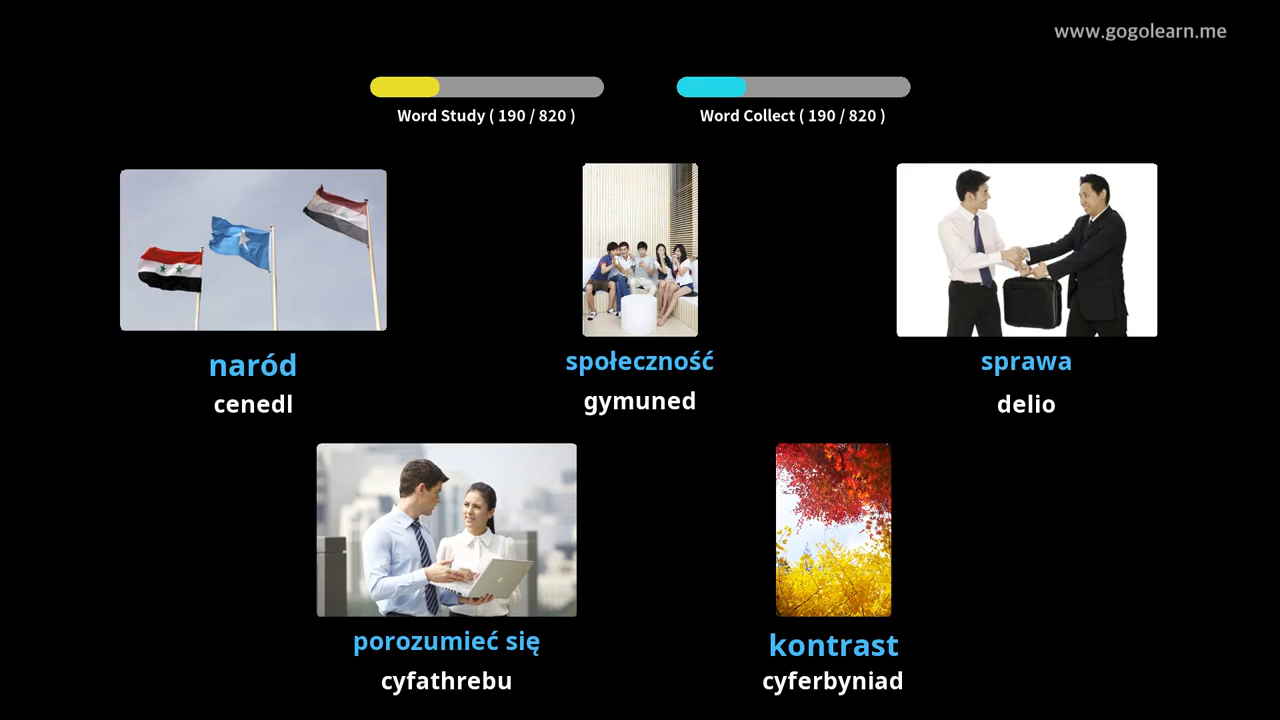 www.gogolearn.me
Word Study ( 190 / 820 )
Word Collect ( 190 / 820 )
naród
cenedl
społeczność
gymuned
sprawa
delio
porozumieć się
cyfathrebu
kontrast
cyferbyniad